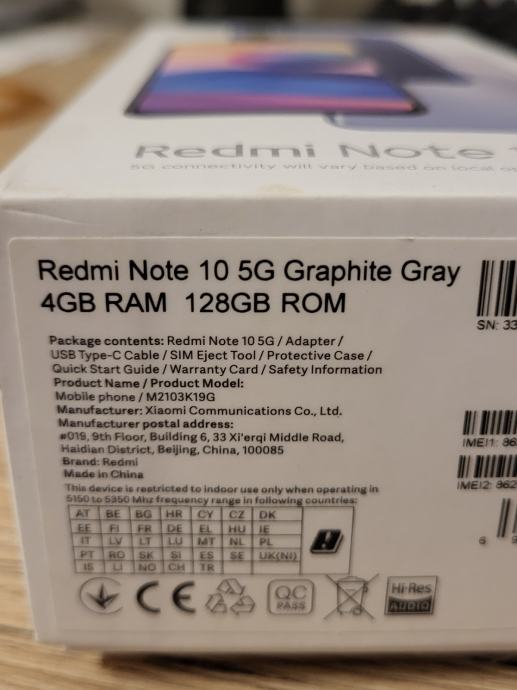 Redmi Note 1
5G connectivity will vary based on local
Redmi Note 10 5G Graphite Gray
4GB RAM 128GB ROM
SN: 33
Package contents: Redmi Note 10 5G / Adapter /
USB Type-C Cable / SIM Eject Tool / Protective Case /
Quick Start Guide / Warranty Card / Safety Information
Product Name / Product Model:
Mobile phone / M2103K19G
Manufacturer: Xiaomi Communications Co., Ltd.
Manufacturer postal address:
#019, 9th Floor, Building 6, 33 Xi'erqi Middle Road,
Haidian District, Beijing, China, 100085
Brand: Redmi
Made in China
IMEI1: 86
IMEI2: 862
This device is restricted to indoor use only when operating in
5150 to 5350 Mhz frequency range in following countries:
AT BE BG HR CY CZ DK
EE FI FR DE EL HU IE
IT LV LT LU MT NL PL
PT RO SK SI ES SE UK(NI)
IS LI NO CH TR
6 9
CE
QC
PASS
Hi-Res
AUDIO